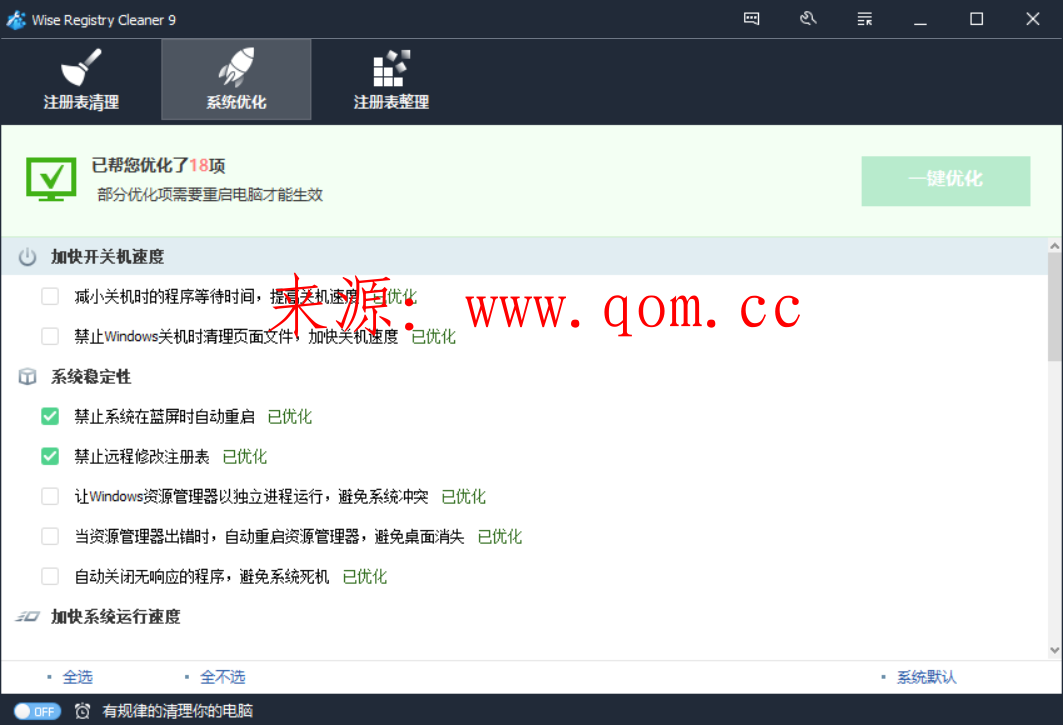 Wise Registry Cleaner 9
注册表清理
系统优化
注册表整理
已帮您优化了18项
部分优化项需要重启电脑才能生效
一键优化
加快开关机速度
减小关机时的程序等待时间，提高关机速度 已优化
来源：www.qom.cc
禁止Windows关机时清理页面文件，加快关机速度 已优化
系统稳定性
禁止系统在蓝屏时自动重启 已优化
禁止远程修改注册表 已优化
让Windows资源管理器以独立进程运行，避免系统冲突 已优化
当资源管理器出错时，自动重启资源管理器，避免桌面消失 已优化
自动关闭无响应的程序，避免系统死机 已优化
加快系统运行速度
全选 全不选 系统默认
OFF 有规律的清理你的电脑